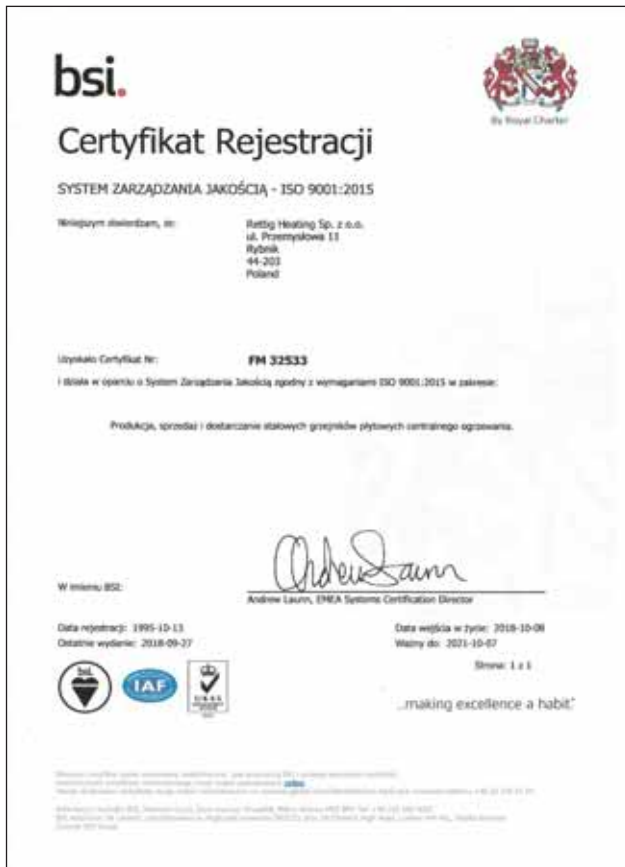 bsi.
By Royal Charter
Certyfikat Rejestracji
SYSTEM ZARZĄDZANIA JAKOŚCIĄ - ISO 9001:2015
Niniejszym stwierdzam, że:
Rettig Heating Sp. z o.o.
ul. Przemysłowa 11
Rybnik
44-203
Poland
Uzyskało Certyfikat Nr:
FM 32533
i działa w oparciu o System Zarządzania Jakością zgodny z wymaganiami ISO 9001:2015 w zakresie:
Produkcja, sprzedaż i dostarczanie stalowych grzejników płytowych centralnego ogrzewania.
W imieniu BSI:
Andrew Launn, EMEA Systems Certification Director
Data rejestracji: 1995-10-13
Ostatnie wydanie: 2018-09-27
Data wejścia w życie: 2018-10-08
Ważny do: 2021-10-07
Strona: 1 z 1
bsi.
IAF
UKAS
...making excellence a habit.